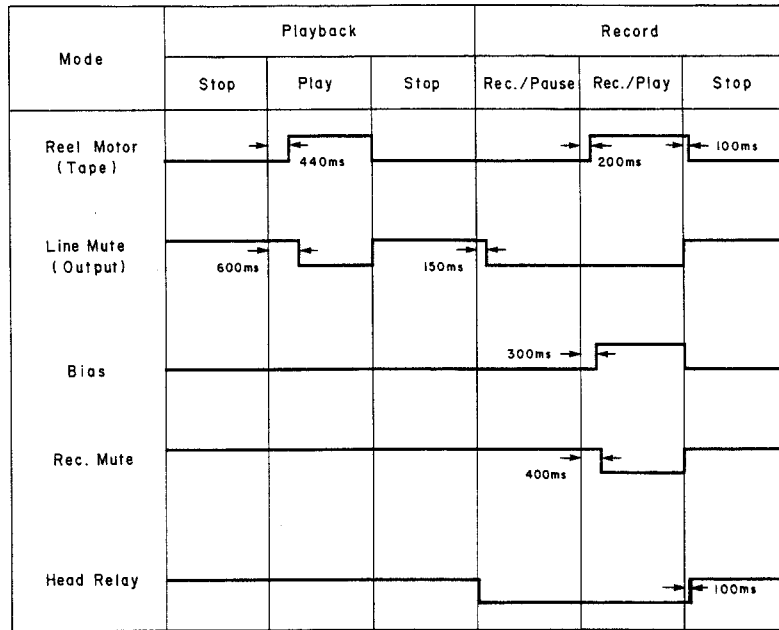 Mode
Playback
Record
Stop
Play
Stop
Rec./Pause
Rec./Play
Stop
Reel Motor
(Tape)
440ms
200ms
100ms
Line Mute
(Output)
600ms
150ms
Bias
300ms
Rec. Mute
400ms
Head Relay
100ms